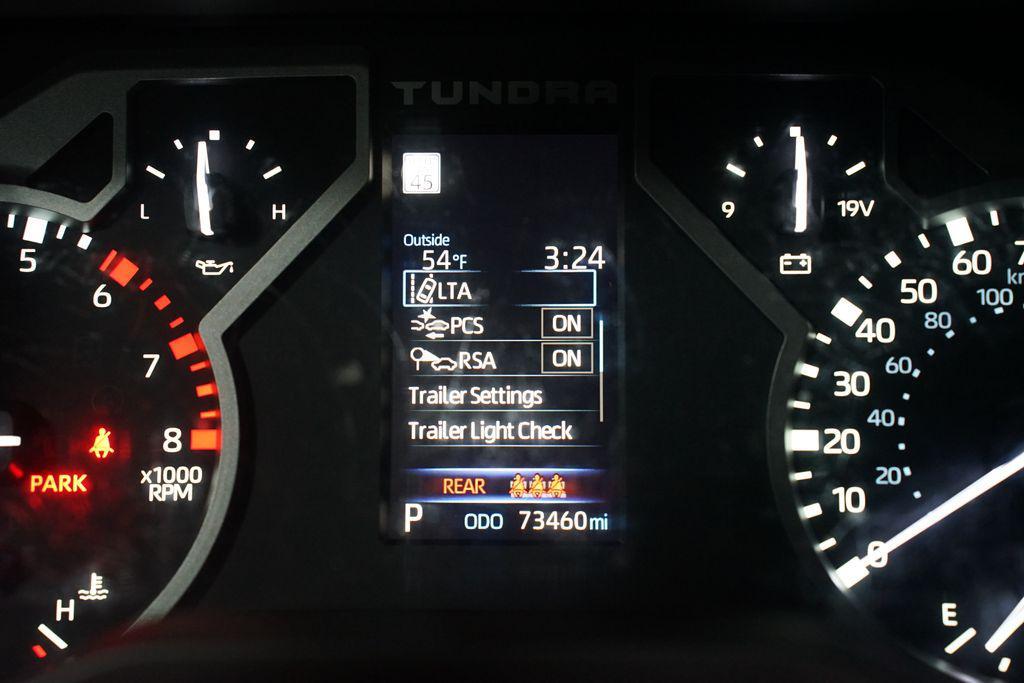 TUNDRA
45
L
H
9
19V
Outside
54°F
3:24
LTA
PCS ON
RSA ON
Trailer Settings
Trailer Light Check
REAR
P ODO 73460 mi
5
6
7
8
x1000
RPM
PARK
H
60
50
40
30
20
10
0
100
80
60
40
20
E